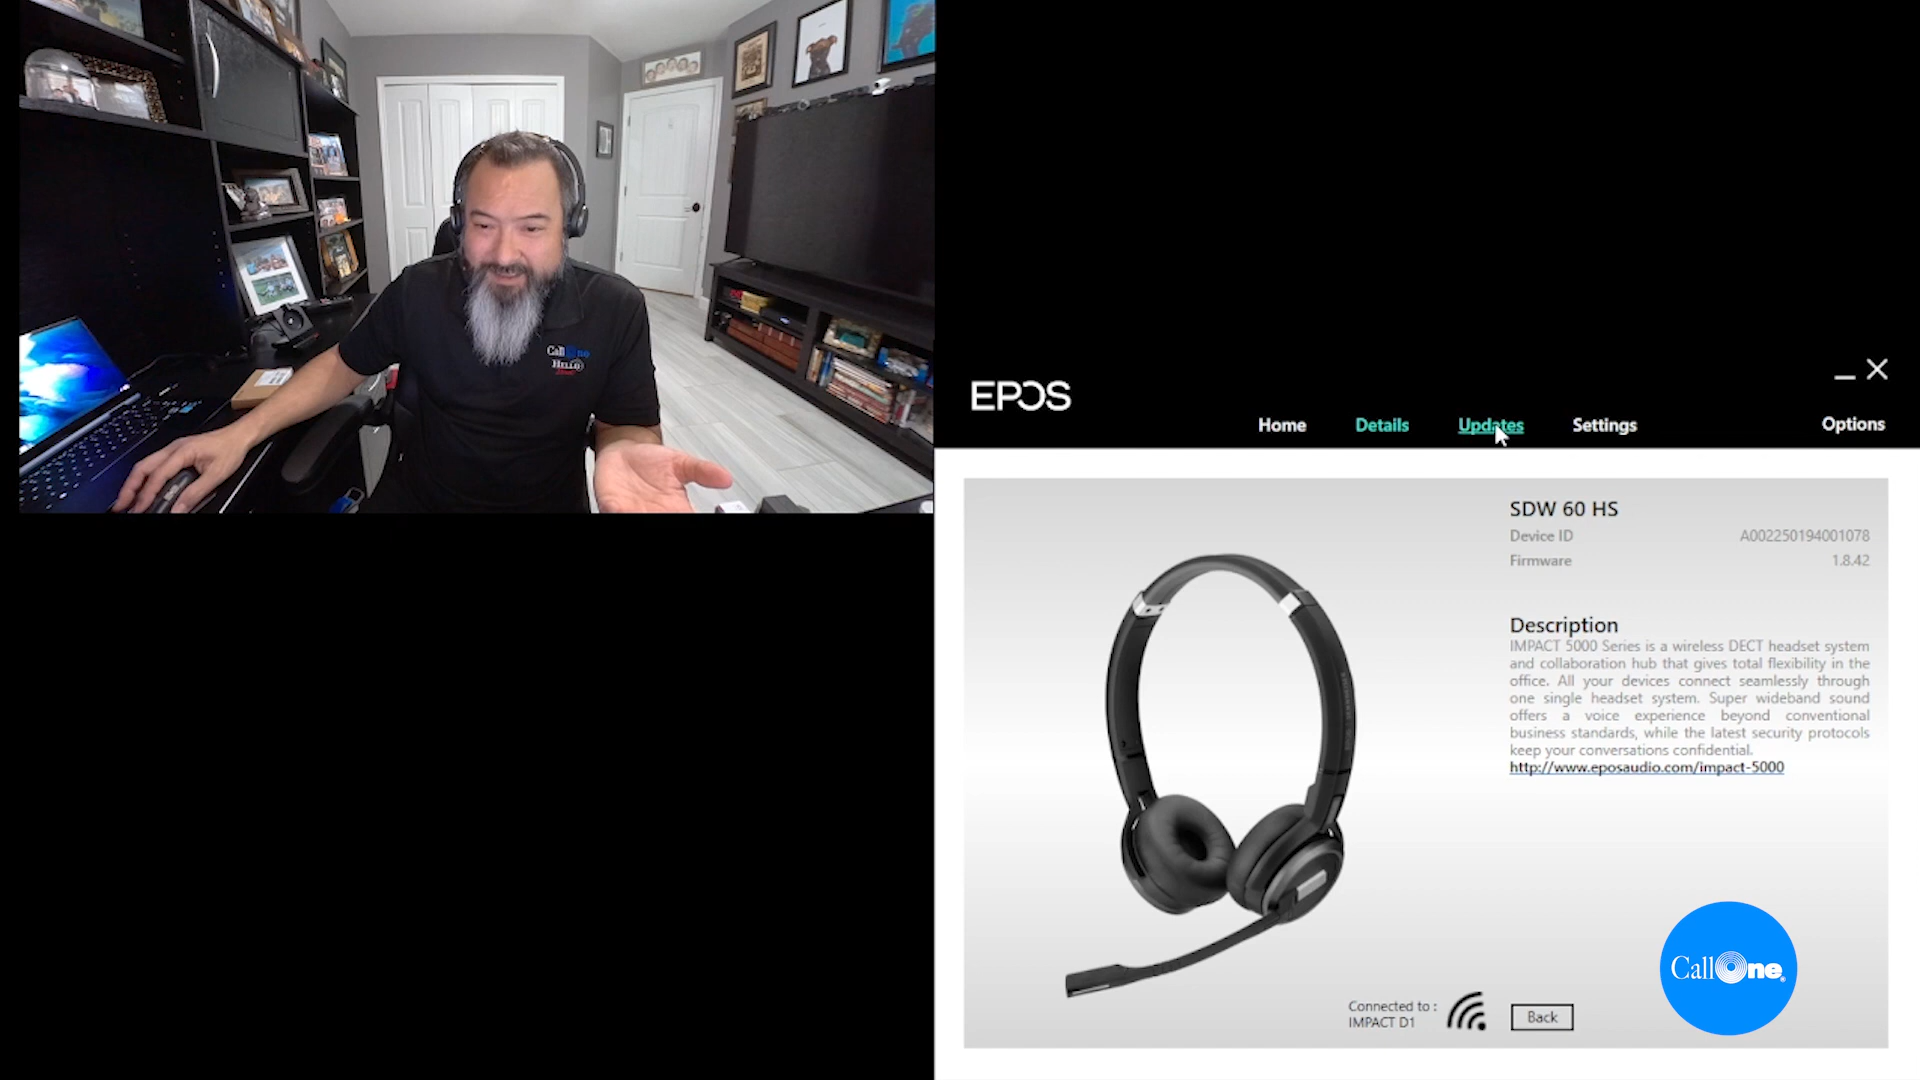 Call One
HELLO
EPOS
Home
Details
Updates
Settings
Options
SDW 60 HS
Device ID
A002250194001078
Firmware
1.8.42
Description
IMPACT 5000 Series is a wireless DECT headset system
and collaboration hub that gives total flexibility in the
office. All your devices connect seamlessly through
one single headset system. Super wideband sound
offers a voice experience beyond conventional
business standards, while the latest security protocols
keep your conversations confidential.
http://www.eposaudio.com/impact-5000
Connected to :
IMPACT D1
Back
CallOne